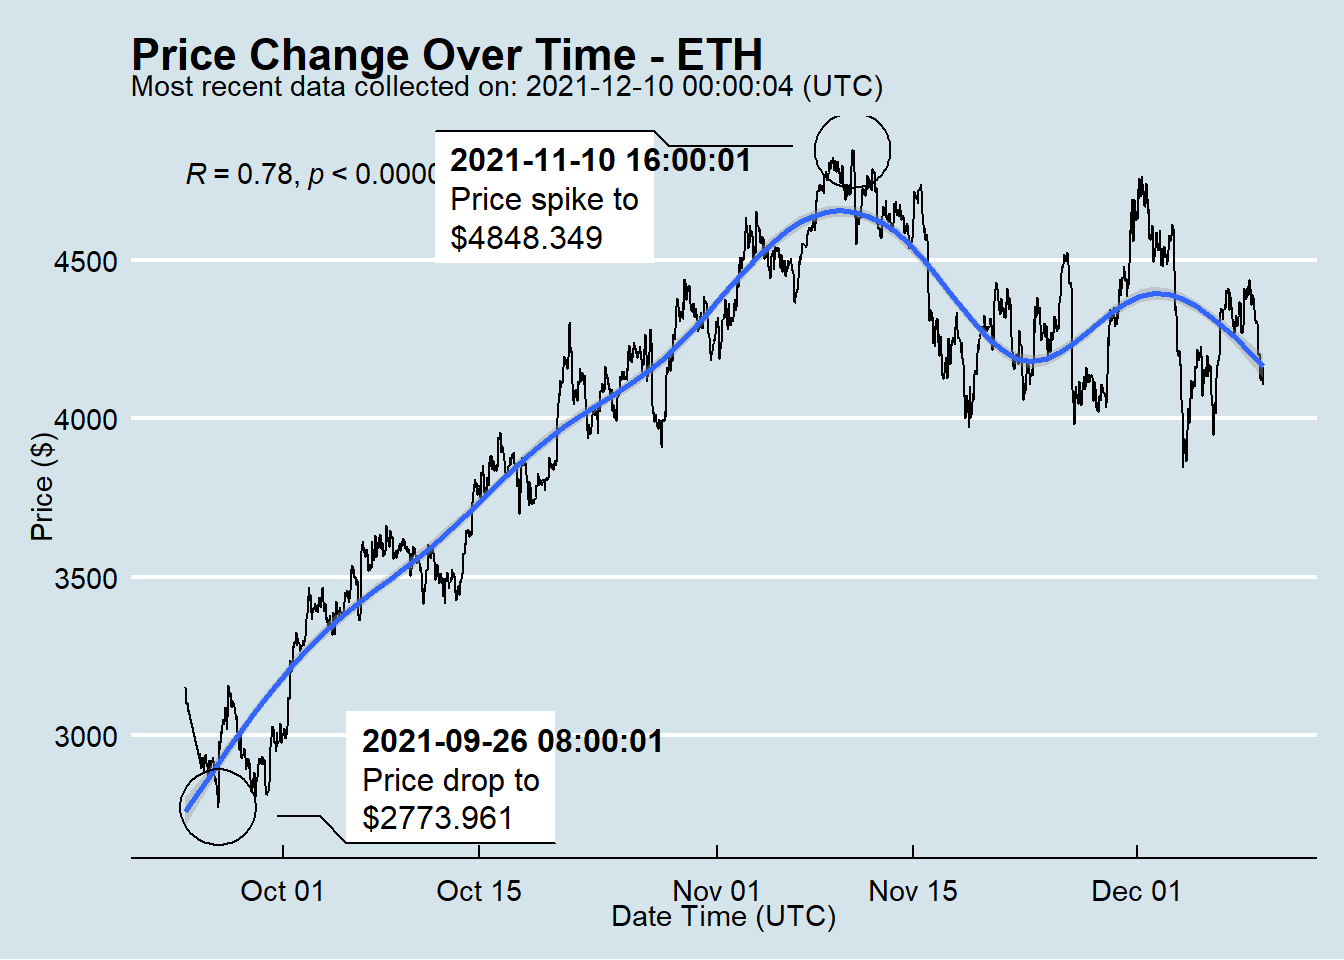 Price Change Over Time - ETH
Most recent data collected on: 2021-12-10 00:00:04 (UTC)
R = 0.78, p < 0.0000
2021-11-10 16:00:01
Price spike to
$4848.349
4500
4000
3500
3000
Price ($)
2021-09-26 08:00:01
Price drop to
$2773.961
Oct 01 Oct 15 Nov 01 Nov 15 Dec 01
Date Time (UTC)